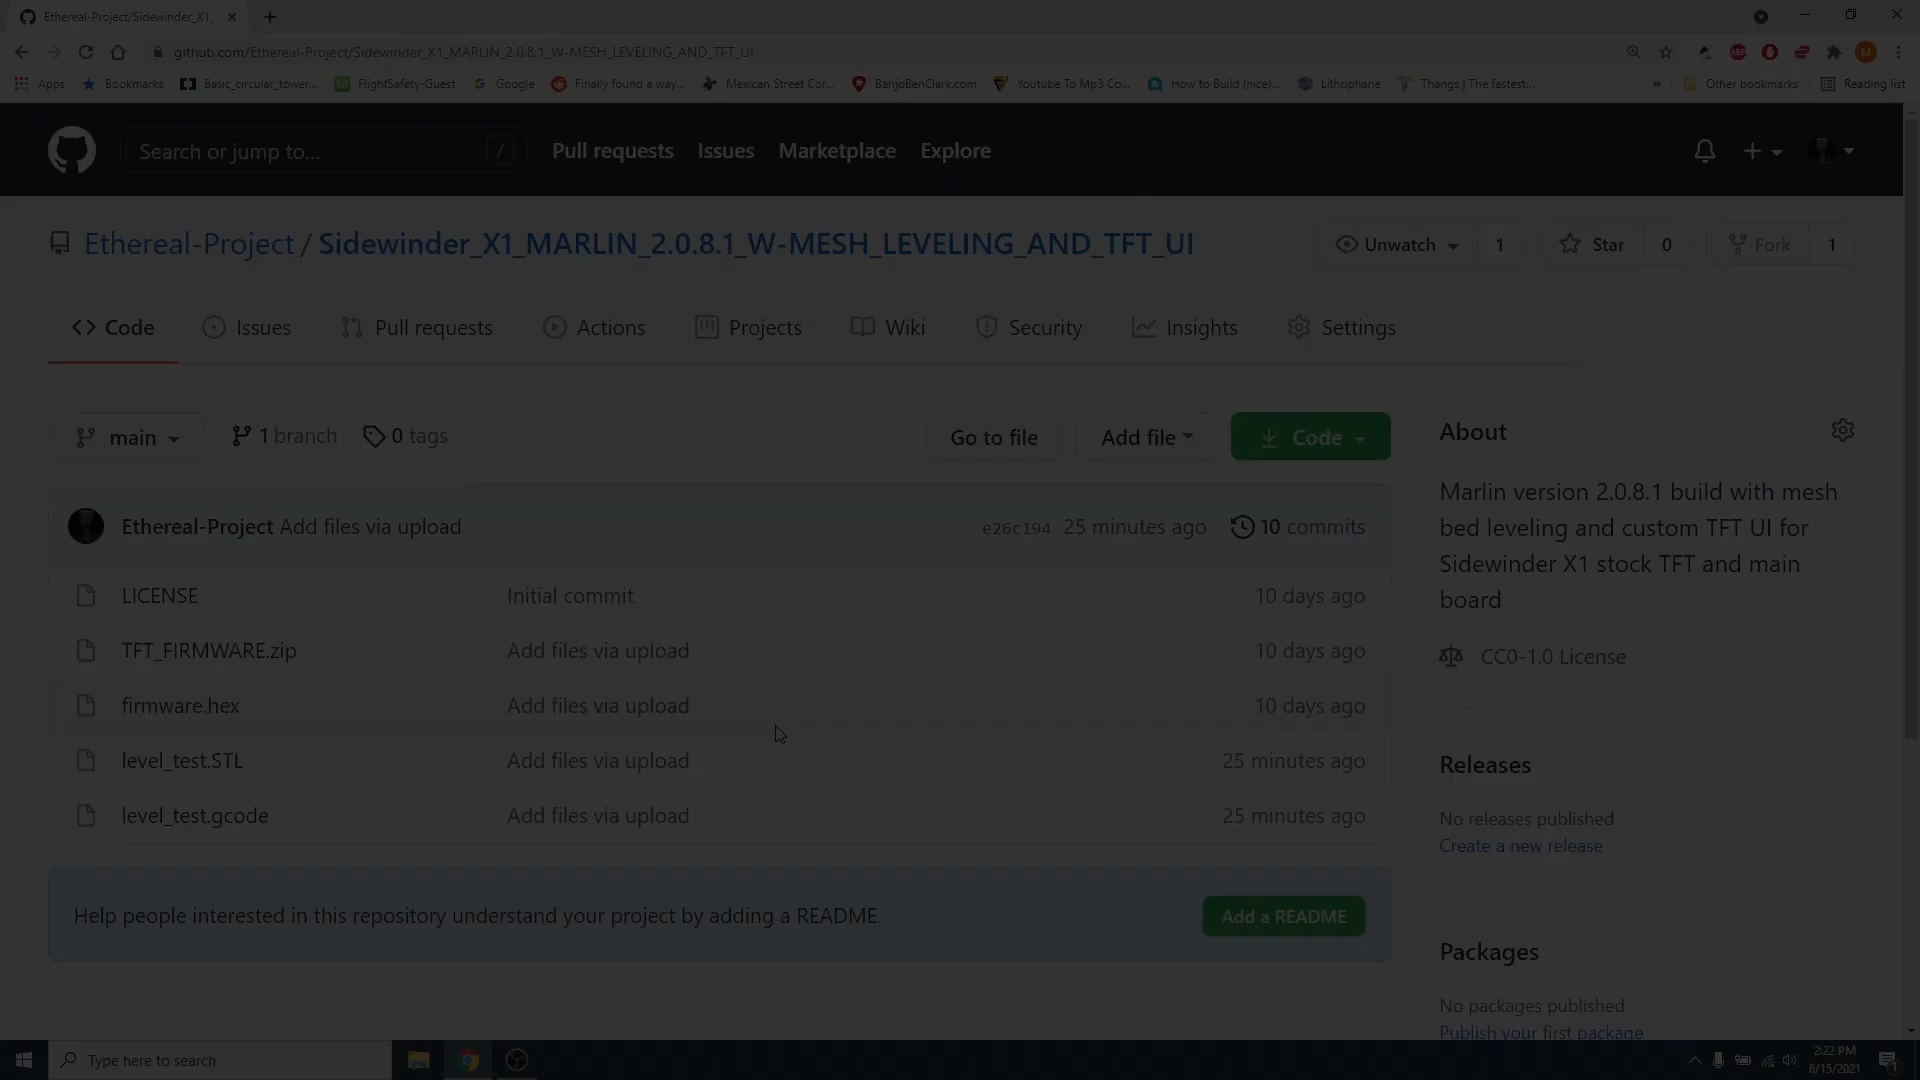 Ethereal-Project/Sidewinder_X1_
github.com/Ethereal-Project/Sidewinder_X1_MARLIN_2.0.8.1_W-MESH_LEVELING_AND_TFT_UI
ABP
M
Apps Bookmarks Basic_circular_tower... FlightSafety-Guest Google Finally found a way... Mexican Street Cor... BanjoBenClark.com Youtube To Mp3 Co... How to Build (nice)... Lithophane Thangs | The fastest... » Other bookmarks Reading list
Search or jump to... / Pull requests Issues Marketplace Explore
Ethereal-Project / Sidewinder_X1_MARLIN_2.0.8.1_W-MESH_LEVELING_AND_TFT_UI Unwatch 1 Star 0 Fork 1
<> Code Issues Pull requests Actions Projects Wiki Security Insights Settings
main 1 branch 0 tags Go to file Add file Code
Ethereal-Project Add files via upload e26c194 25 minutes ago 10 commits
LICENSE Initial commit 10 days ago
TFT_FIRMWARE.zip Add files via upload 10 days ago
firmware.hex Add files via upload 10 days ago
level_test.STL Add files via upload 25 minutes ago
level_test.gcode Add files via upload 25 minutes ago
Help people interested in this repository understand your project by adding a README. Add a README
About
Marlin version 2.0.8.1 build with mesh
bed leveling and custom TFT UI for
Sidewinder X1 stock TFT and main
board
CC0-1.0 License
Releases
No releases published
Create a new release
Packages
No packages published
Publish your first package
Type here to search
2:22 PM
6/15/2021
1